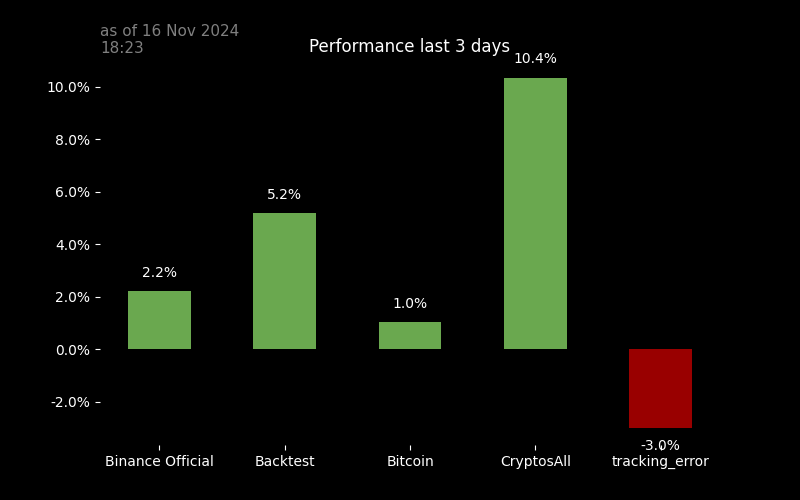 as of 16 Nov 2024
18:23
Performance last 3 days
10.4%
10.0%
8.0%
6.0%
5.2%
4.0%
2.2%
2.0%
1.0%
0.0%
-2.0%
-3.0%
Binance Official
Backtest
Bitcoin
CryptosAll
tracking_error